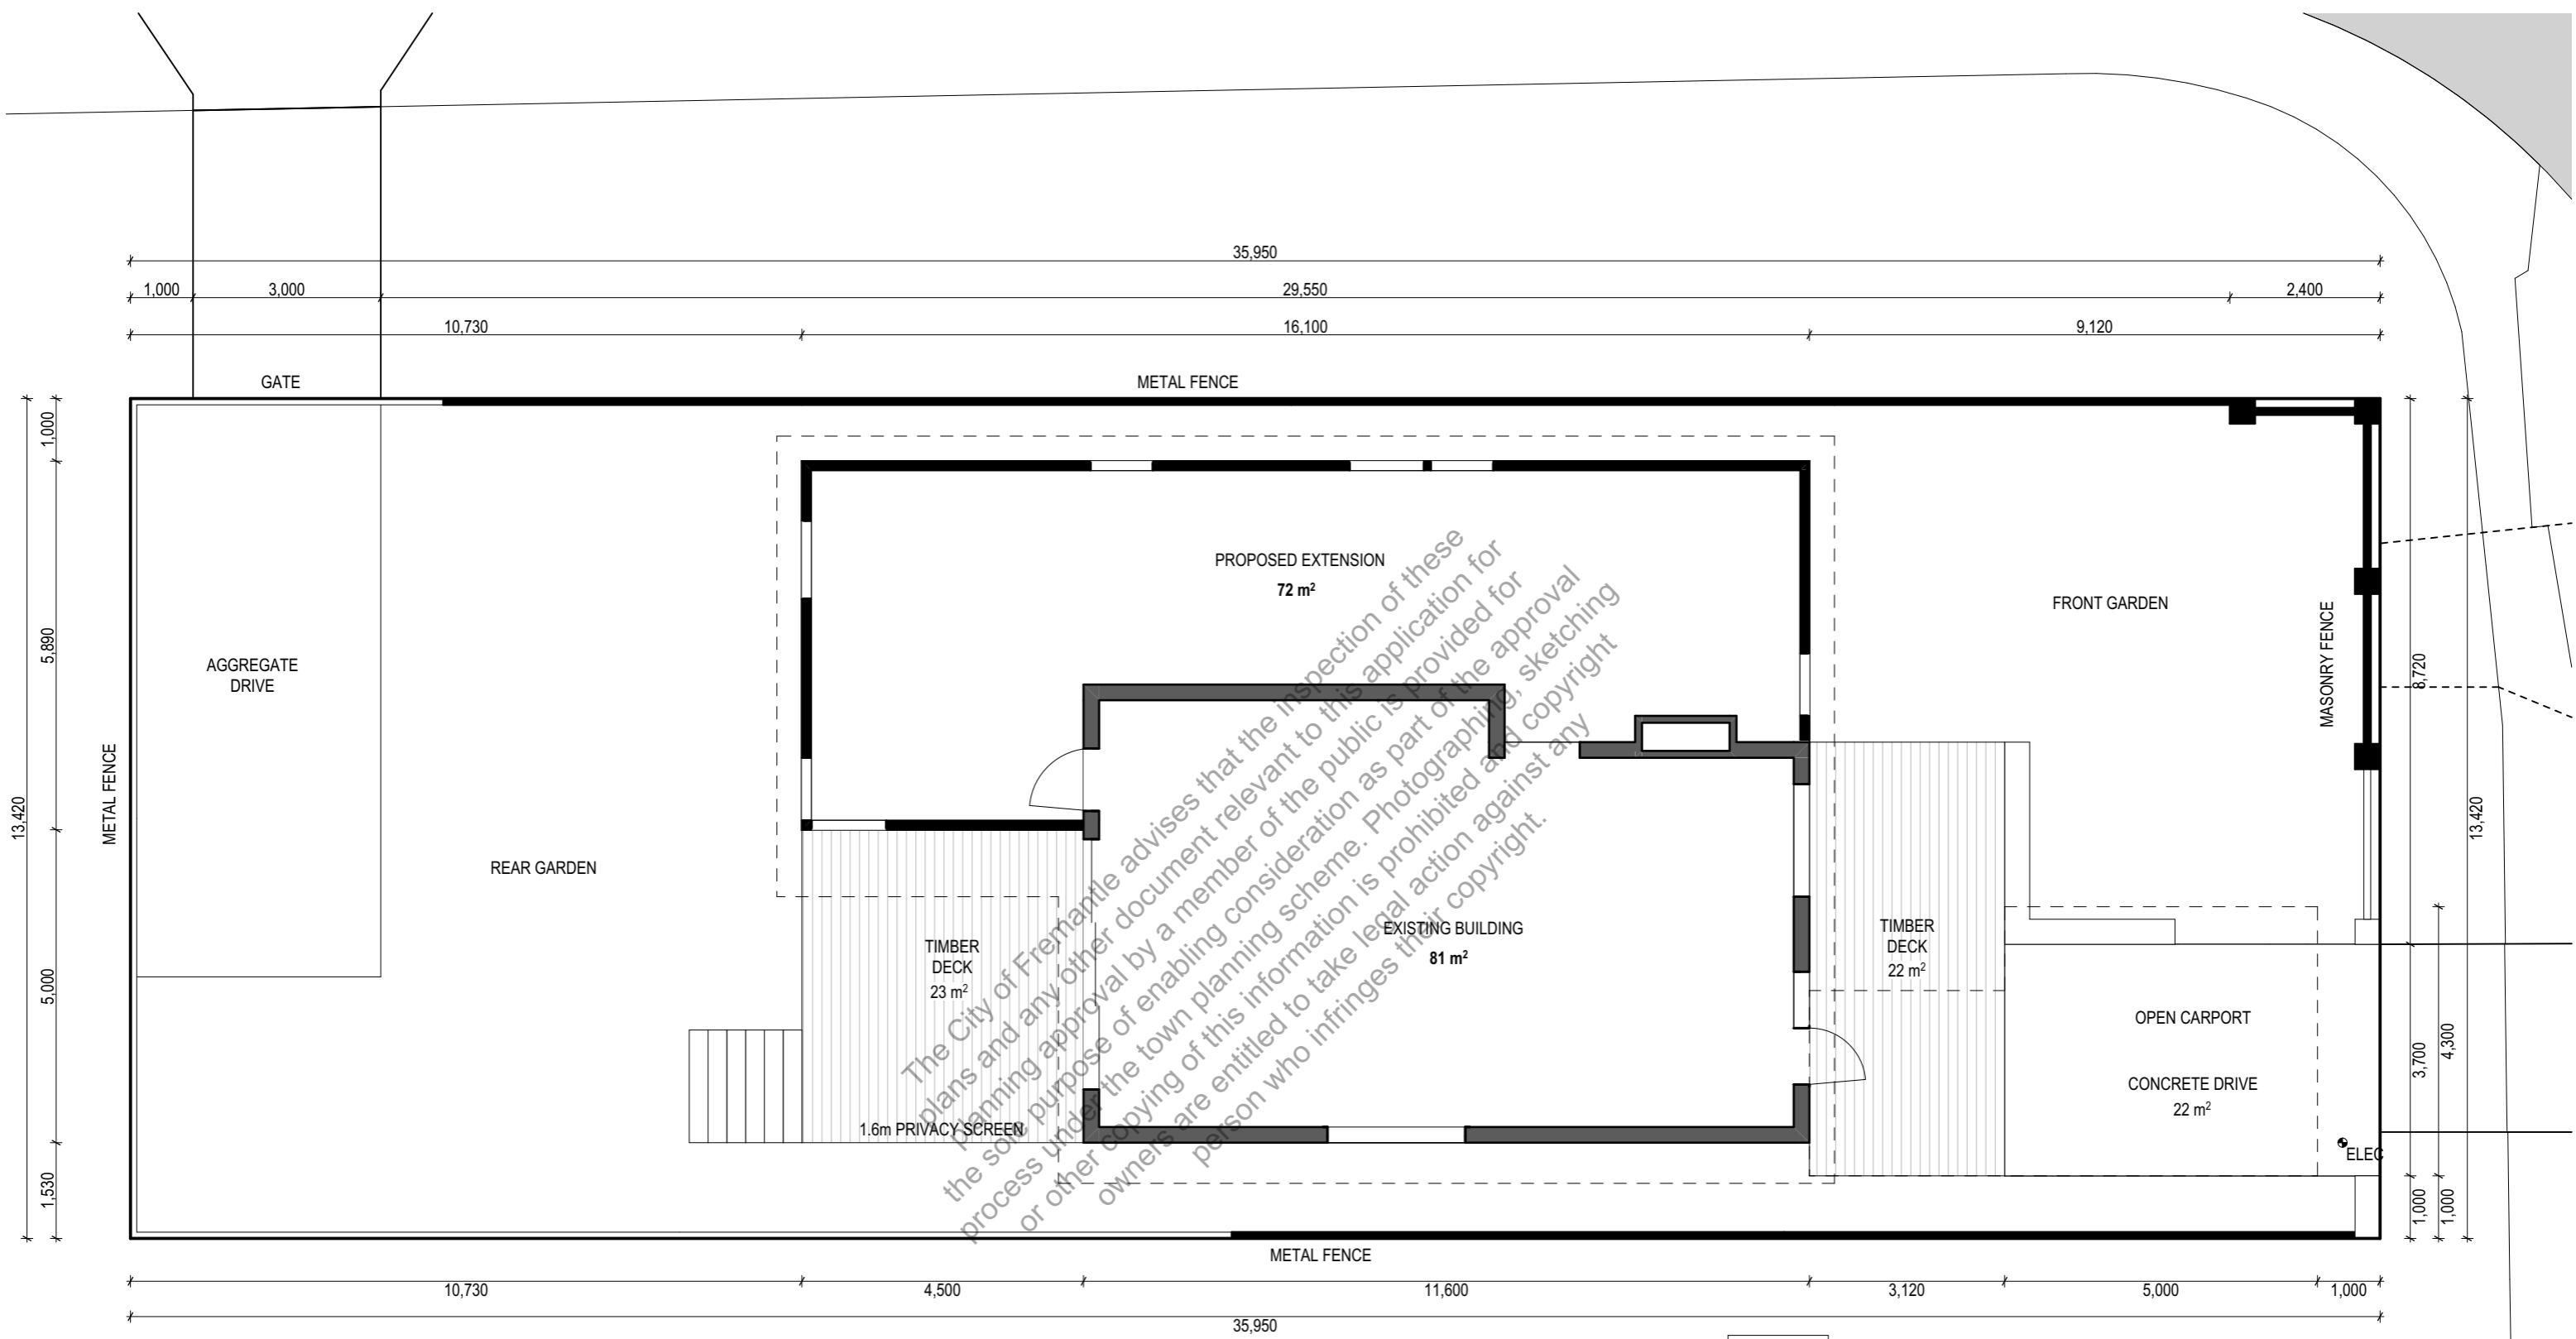 35,950
1,000
3,000
29,550
2,400
10,730
16,100
9,120
GATE
METAL FENCE
1,000
5,890
13,420
5,000
1,530
METAL FENCE
AGGREGATE
DRIVE
REAR GARDEN
PROPOSED EXTENSION
72 m²
EXISTING BUILDING
81 m²
TIMBER
DECK
23 m²
1.6m PRIVACY SCREEN
FRONT GARDEN
MASONRY FENCE
TIMBER
DECK
22 m²
OPEN CARPORT
CONCRETE DRIVE
22 m²
ELEC
8,720
13,420
3,700
4,300
1,000
1,000
The City of Fremantle advises that the inspection of these
plans and any other document relevant to this application for
planning approval by a member of the public is provided for
the sole purpose of enabling consideration as part of the approval
process under the town planning scheme. Photographing, sketching
or other copying of this information is prohibited and copyright
owners are entitled to take legal action against any
person who infringes their copyright.
METAL FENCE
10,730
4,500
11,600
3,120
5,000
1,000
35,950